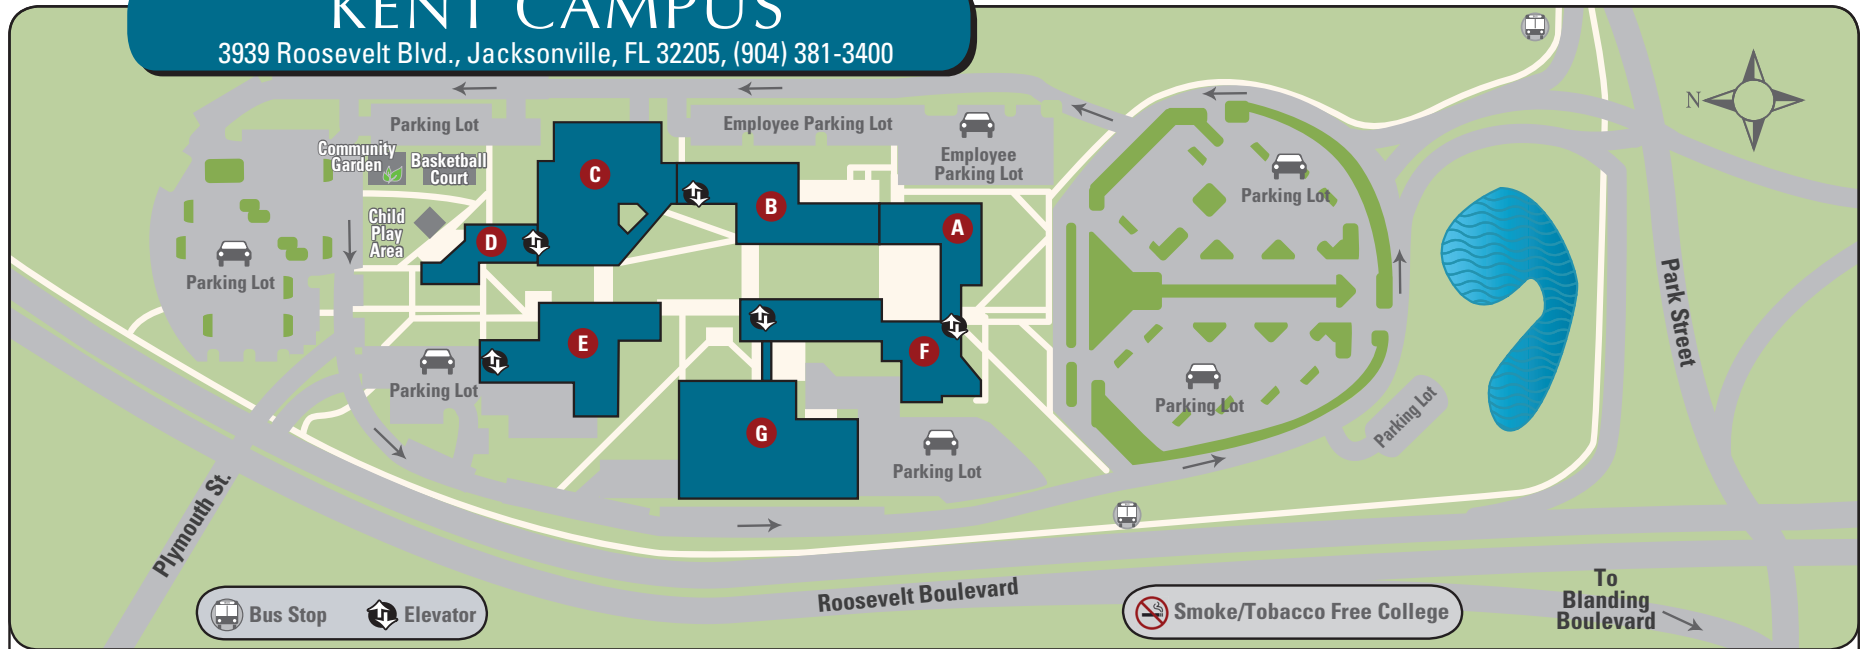 KENT CAMPUS
3939 Roosevelt Blvd., Jacksonville, FL 32205, (904) 381-3400
N
Parking Lot
Employee Parking Lot
Employee
Parking Lot
Community
Garden
Basketball
Court
Child
Play
Area
Parking Lot
Parking Lot
C
B
A
D
E
F
G
Parking Lot
Parking Lot
Parking Lot
Parking Lot
Parking Lot
Park Street
Plymouth St.
Roosevelt Boulevard
To
Blanding
Boulevard
Bus Stop
Elevator
Smoke/Tobacco Free College